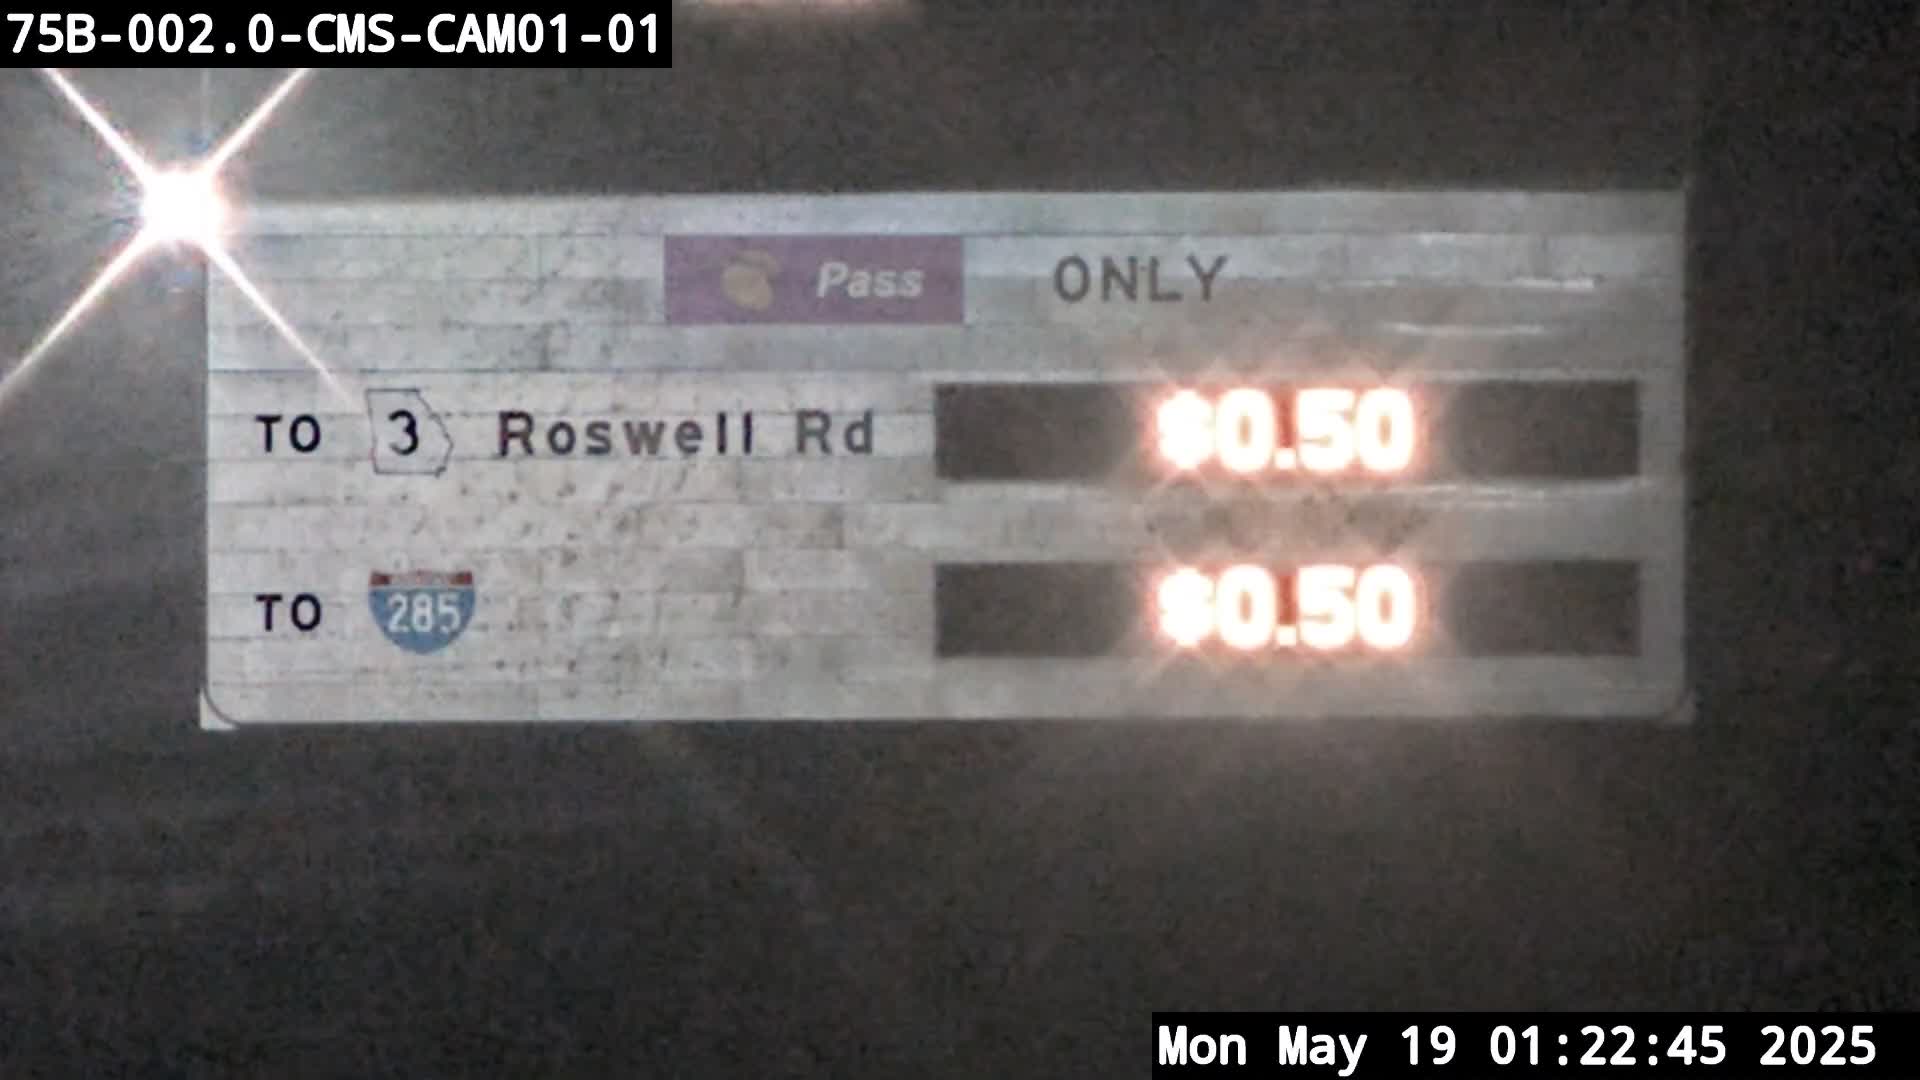 75B-002.0-CMS-CAM01-01
Pass ONLY
TO 3 Roswell Rd $0.50
TO 285 $0.50
Mon May 19 01:22:45 2025